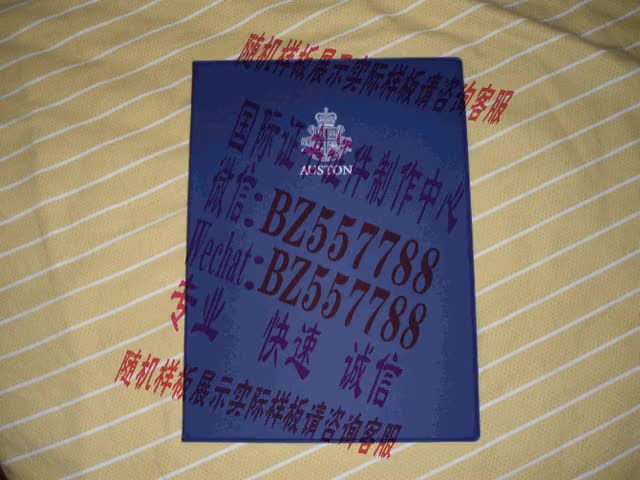 随机样板展示实际样板请咨询客服
国际证书证件制作中心
AUSTON
微信:BZ557788
Wechat:BZ557788
专业 快速 诚信
随机样板展示实际样板请咨询客服